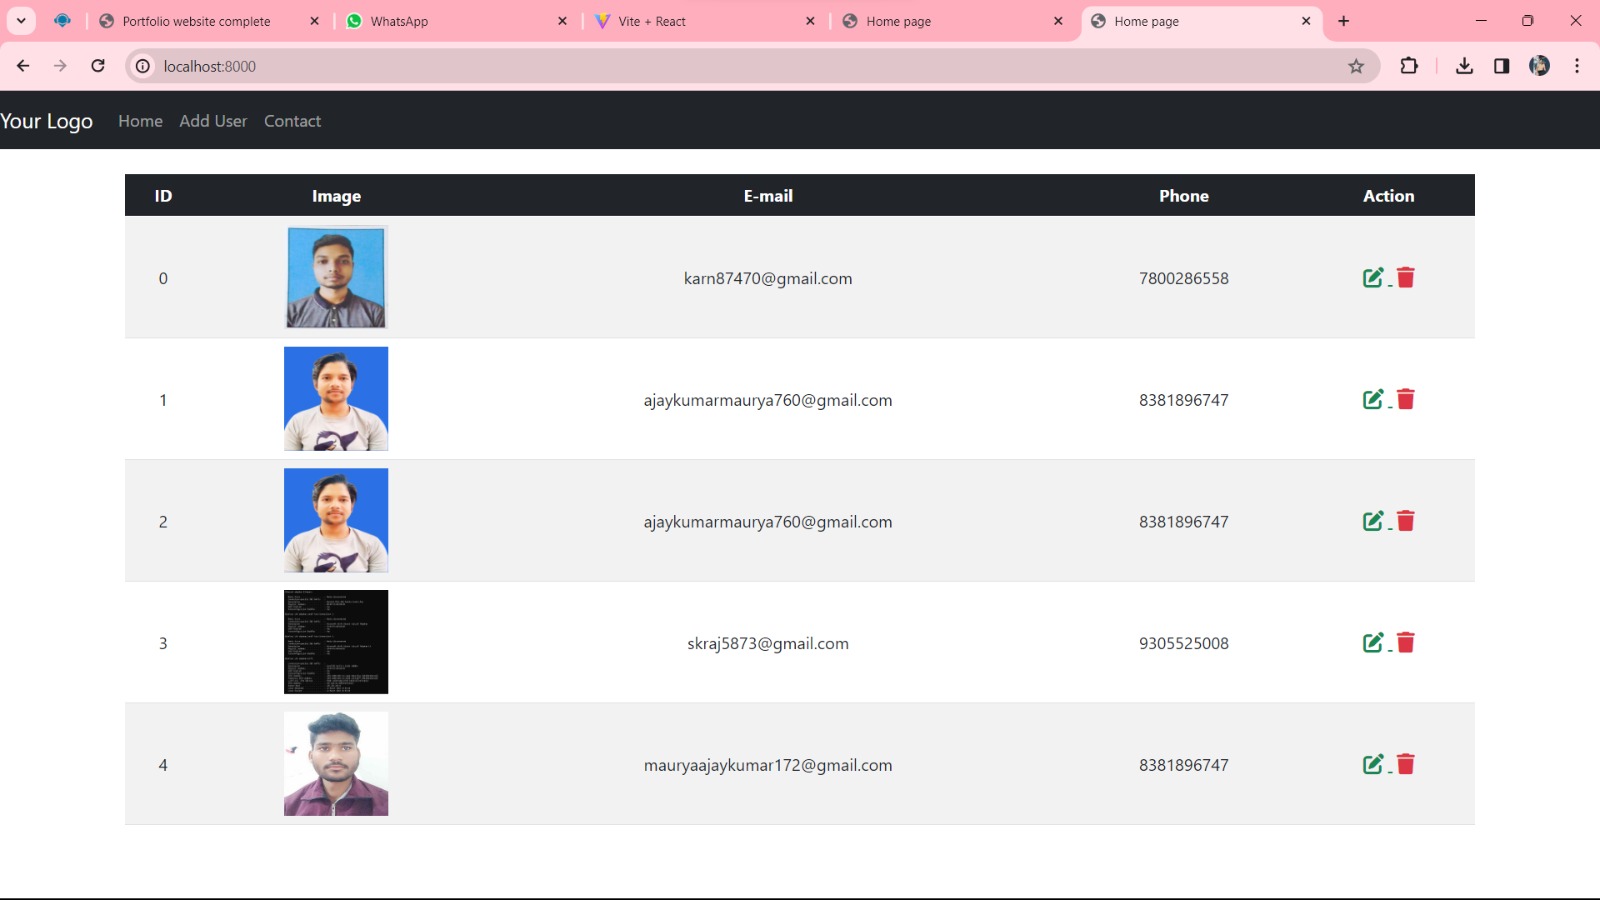 Portfolio website complete
WhatsApp
Vite + React
Home page
Home page
localhost:8000
Your Logo Home Add User Contact
ID Image E-mail Phone Action
0 karn87470@gmail.com 7800286558
1 ajaykumarmaurya760@gmail.com 8381896747
2 ajaykumarmaurya760@gmail.com 8381896747
3 skraj5873@gmail.com 9305525008
4 mauryaajaykumar172@gmail.com 8381896747